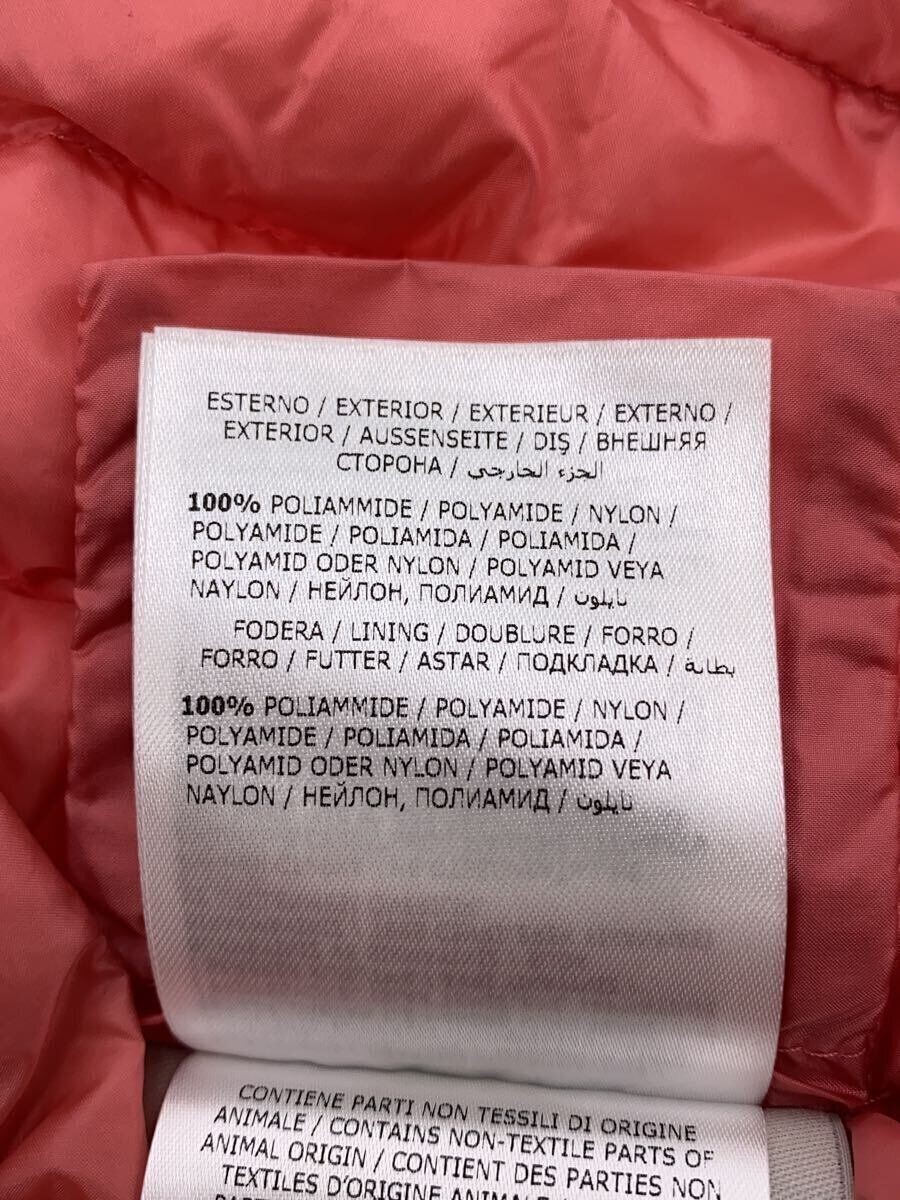 ESTERNO / EXTERIOR / EXTERIEUR / EXTERNO /
EXTERIOR / AUSSENSEITE / DIŞ / ВНЕШНЯЯ
СТОРОНА / الجزء الخارجي
100% POLIAMMIDE / POLYAMIDE / NYLON /
POLYAMIDE / POLIAMIDA / POLIAMIDA /
POLYAMID ODER NYLON / POLYAMID VEYA
NAYLON / НЕЙЛОН, ПОЛИАМИД / نايلون
FODERA / LINING / DOUBLURE / FORRO /
FORRO / FUTTER / ASTAR / ПОДКЛАДКА / بطانة
100% POLIAMMIDE / POLYAMIDE / NYLON /
POLYAMIDE / POLIAMIDA / POLIAMIDA /
POLYAMID ODER NYLON / POLYAMID VEYA
NAYLON / НЕЙЛОН, ПОЛИАМИД / نايلون
CONTIENE PARTI NON TESSILI DI ORIGINE
ANIMALE / CONTAINS NON-TEXTILE PARTS OF
ANIMAL ORIGIN / CONTIENT DES PARTIES NON
TEXTILES D'ORIGINE ANIMALE /